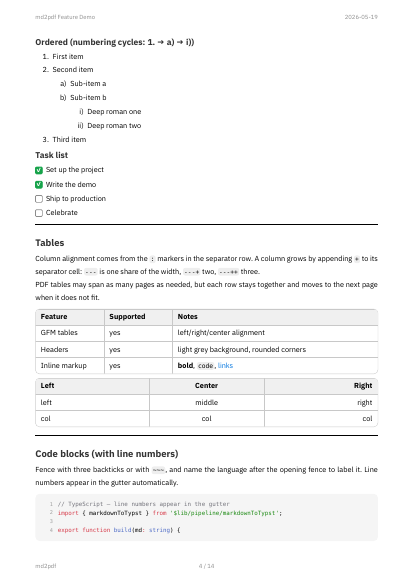 md2pdf Feature Demo 2026-05-19
Ordered (numbering cycles: 1. → a) → i))
1. First item
2. Second item
a) Sub-item a
b) Sub-item b
i) Deep roman one
ii) Deep roman two
3. Third item
Task list
Set up the project
Write the demo
Ship to production
Celebrate
Tables
Column alignment comes from the : markers in the separator row. A column grows by appending + to its
separator cell: --- is one share of the width, ---+ two, ---++ three.
PDF tables may span as many pages as needed, but each row stays together and moves to the next page
when it does not fit.
Feature Supported Notes
GFM tables yes left/right/center alignment
Headers yes light grey background, rounded corners
Inline markup yes bold, code, links
Left Center Right
left middle right
col col col
Code blocks (with line numbers)
Fence with three backticks or with ~~~, and name the language after the opening fence to label it. Line
numbers appear in the gutter automatically.
1 // TypeScript — line numbers appear in the gutter
2 import { markdownToTypst } from '$lib/pipeline/markdownToTypst';
3
4 export function build(md: string) {
md2pdf 4 / 14